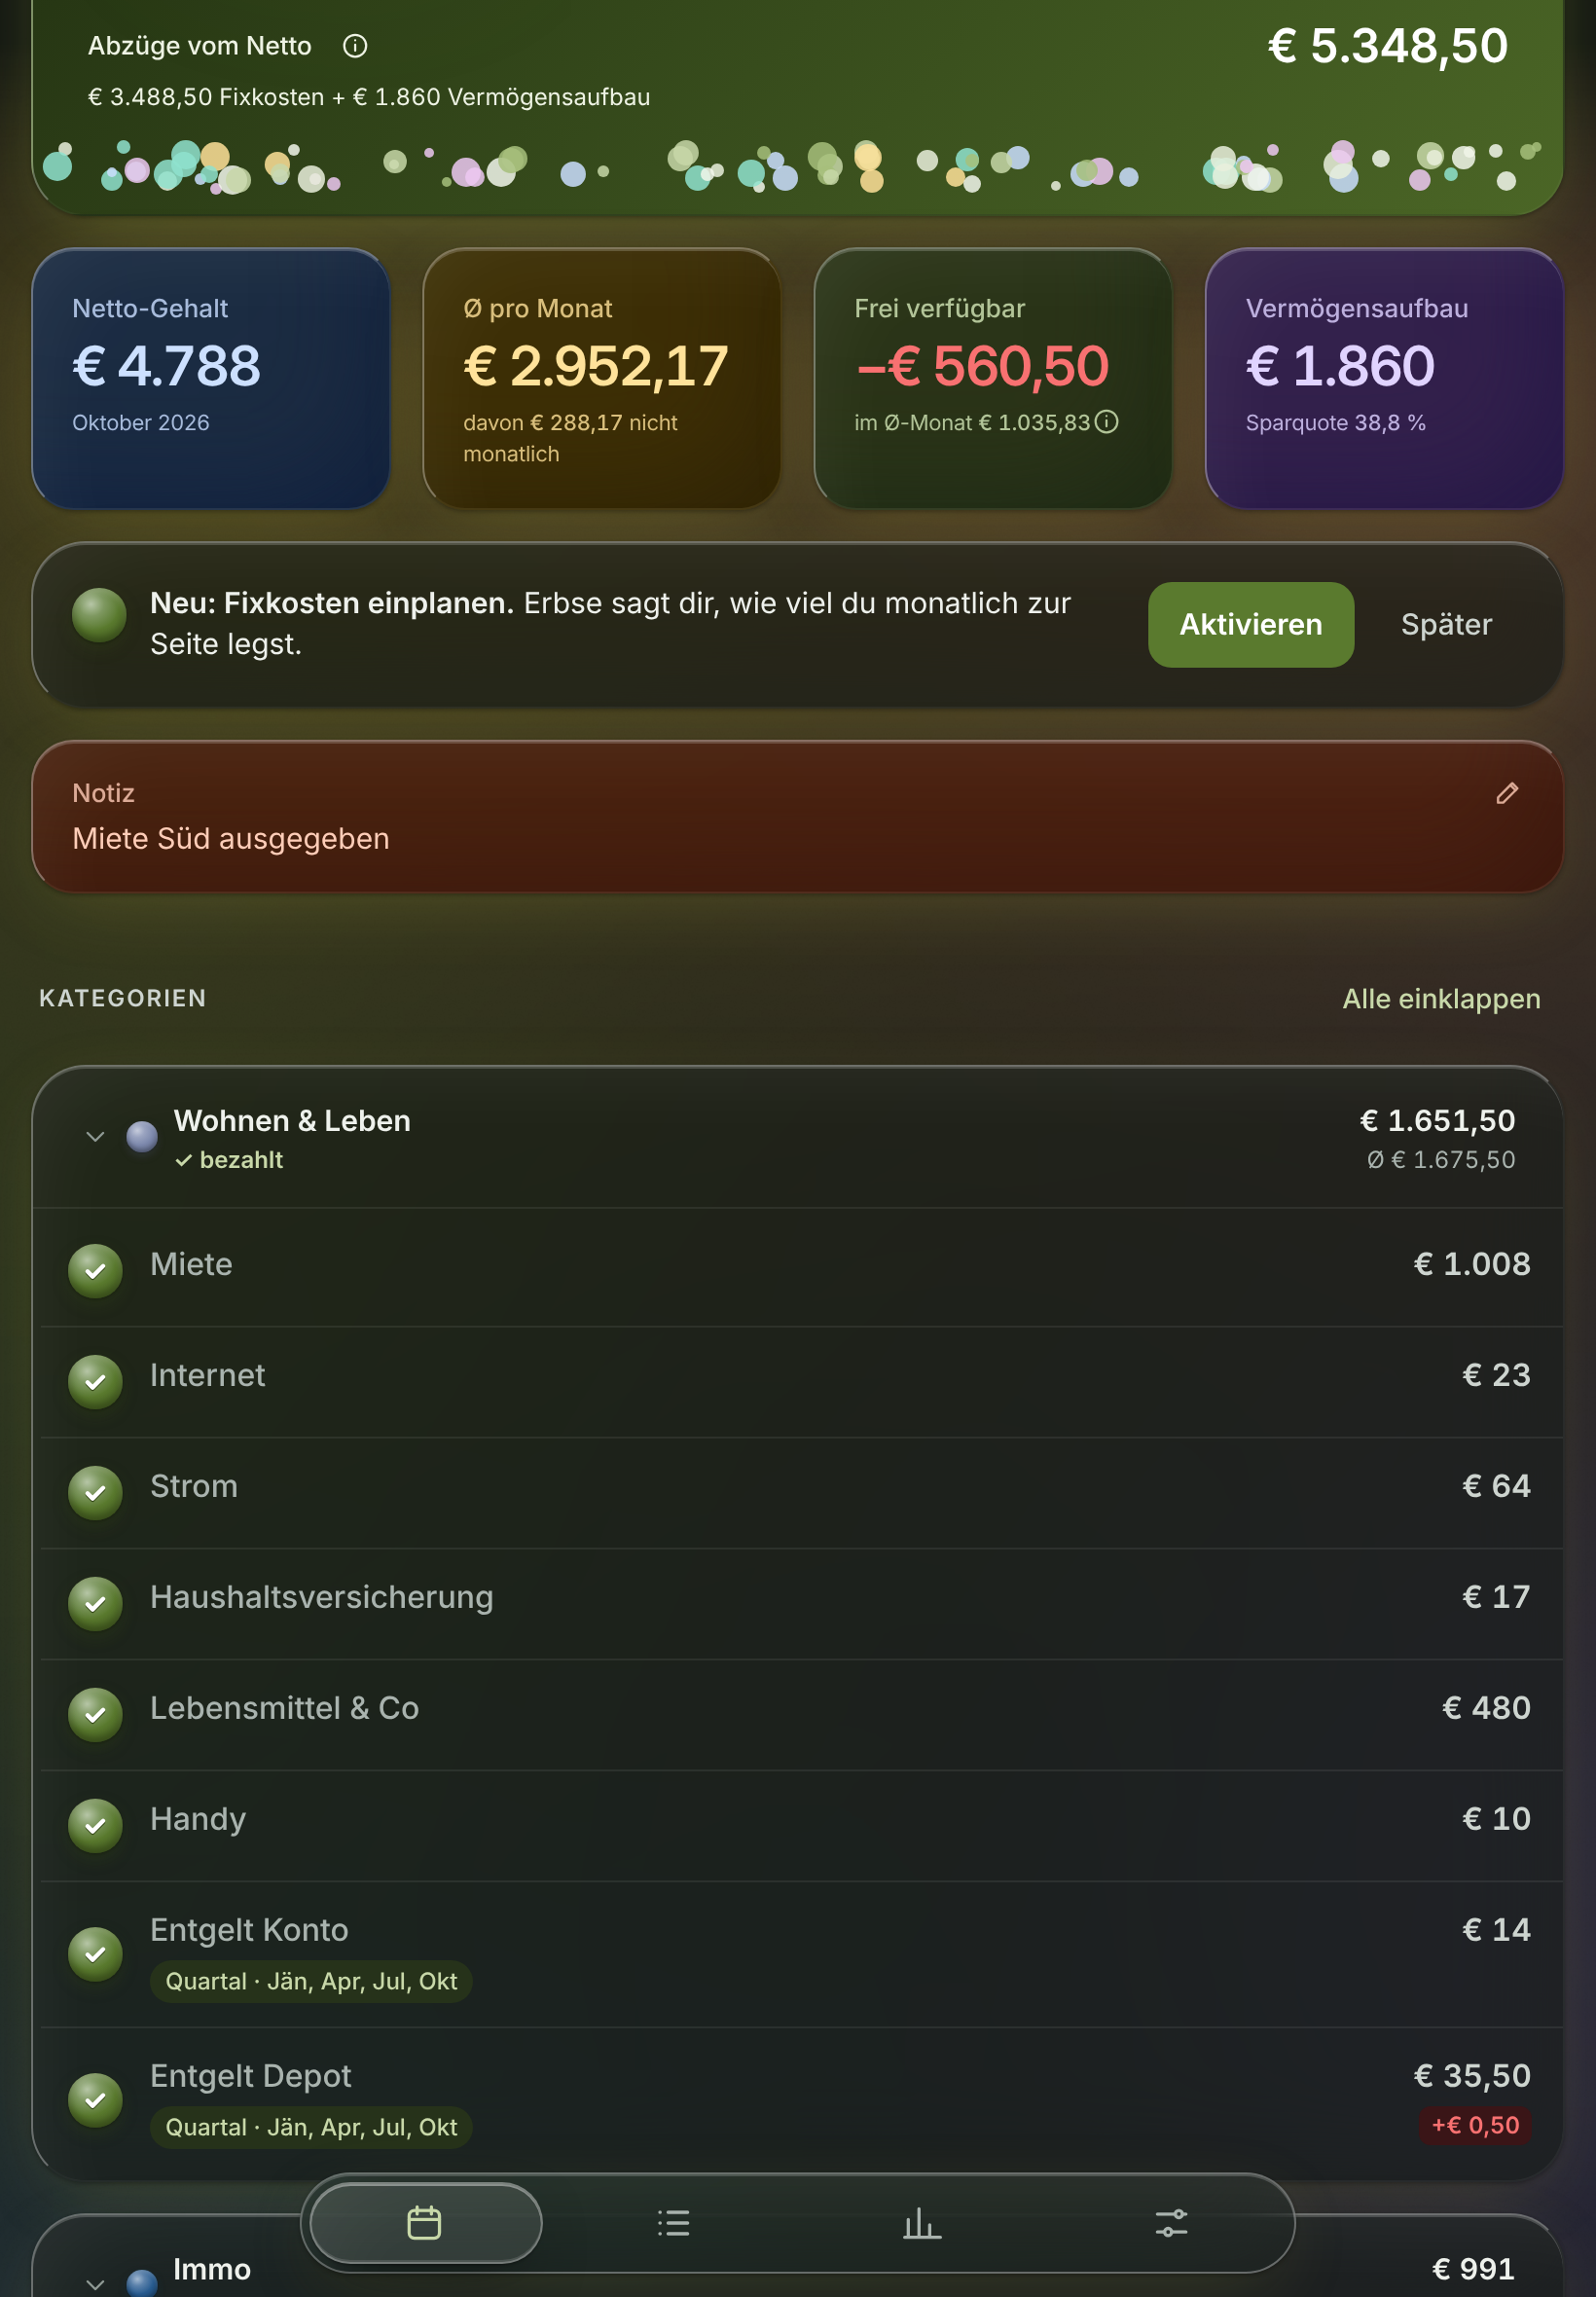 Abzüge vom Netto
€ 5.348,50
€ 3.488,50 Fixkosten + € 1.860 Vermögensaufbau
Netto-Gehalt
€ 4.788
Oktober 2026
Ø pro Monat
€ 2.952,17
davon € 288,17 nicht
monatlich
Frei verfügbar
–€ 560,50
im Ø-Monat € 1.035,83
Vermögensaufbau
€ 1.860
Sparquote 38,8 %
Neu: Fixkosten einplanen. Erbse sagt dir, wie viel du monatlich zur
Seite legst.
Aktivieren
Später
Notiz
Miete Süd ausgegeben
KATEGORIEN
Alle einklappen
Wohnen & Leben
€ 1.651,50
bezahlt
Ø € 1.675,50
Miete
€ 1.008
Internet
€ 23
Strom
€ 64
Haushaltsversicherung
€ 17
Lebensmittel & Co
€ 480
Handy
€ 10
Entgelt Konto
€ 14
Quartal · Jän, Apr, Jul, Okt
Entgelt Depot
€ 35,50
Quartal · Jän, Apr, Jul, Okt
+€ 0,50
Immo
€ 991